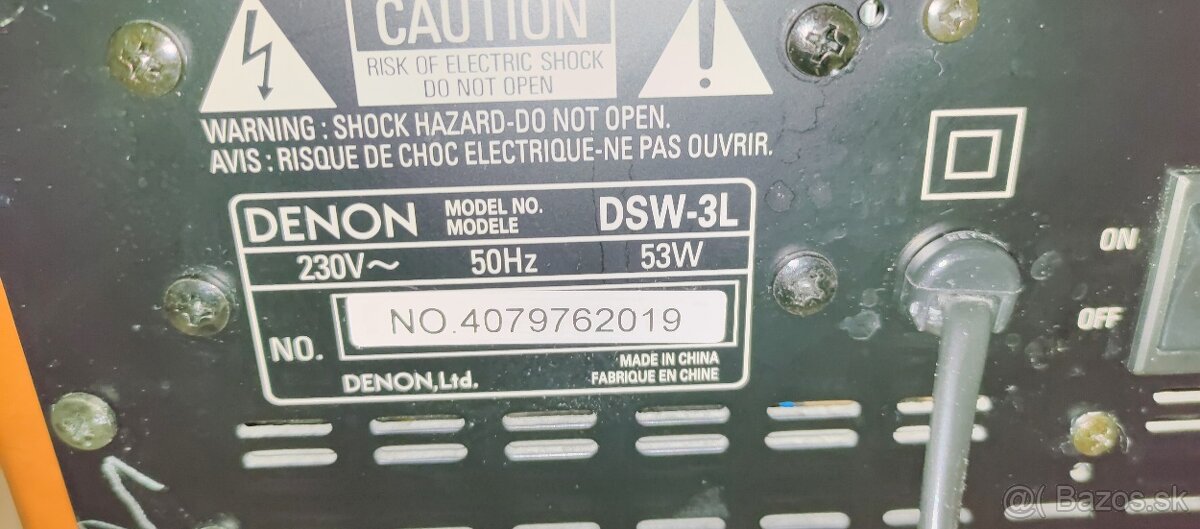 CAUTION
RISK OF ELECTRIC SHOCK
DO NOT OPEN
WARNING : SHOCK HAZARD-DO NOT OPEN.
AVIS : RISQUE DE CHOC ELECTRIQUE-NE PAS OUVRIR.
DENON MODEL NO. MODELE DSW-3L
230V~ 50Hz 53W
NO. NO.4079762019
DENON, Ltd. MADE IN CHINA
FABRIQUE EN CHINE
ON
OFF
@( Bazos.sk